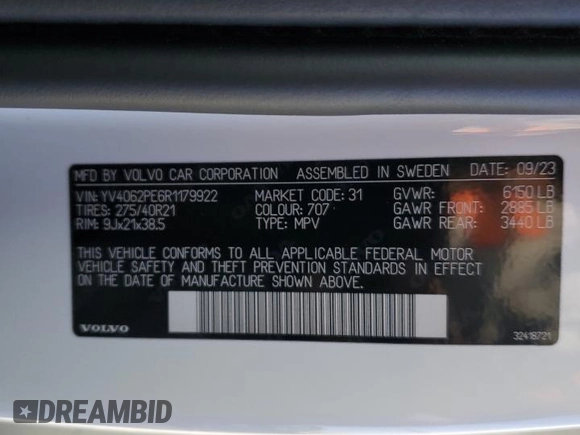 MFD BY VOLVO CAR CORPORATION ASSEMBLED IN SWEDEN DATE: 09/23
VIN: YV4062PE6R1179922 MARKET CODE: 31 GVWR: 6150 LB
TIRES: 275/40R21 COLOUR: 707 GAWR FRONT: 2885 LB
RIM: 9Jx21x38.5 TYPE: MPV GAWR REAR: 3440 LB
THIS VEHICLE CONFORMS TO ALL APPLICABLE FEDERAL MOTOR
VEHICLE SAFETY AND THEFT PREVENTION STANDARDS IN EFFECT
ON THE DATE OF MANUFACTURE SHOWN ABOVE.
VOLVO 32418721
DREAMBID